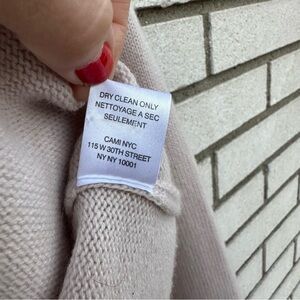 DRY CLEAN ONLY
NETTOYAGE A SEC
SEULEMENT
CAMI NYC
115 W 30TH STREET
NY NY 10001